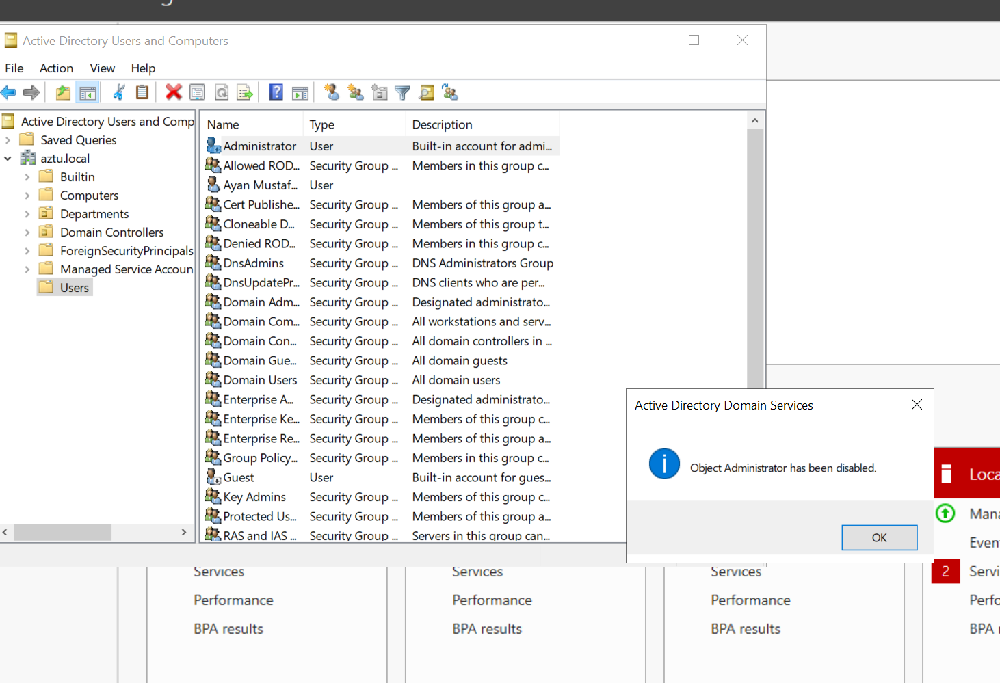 Active Directory Users and Computers
File Action View Help
Active Directory Users and Comp
Saved Queries
aztu.local
Builtin
Computers
Departments
Domain Controllers
ForeignSecurityPrincipals
Managed Service Accoun
Users
Name Type Description
Administrator User Built-in account for admi...
Allowed ROD... Security Group ... Members in this group c...
Ayan Mustaf... User
Cert Publishe... Security Group ... Members of this group a...
Cloneable D... Security Group ... Members of this group t...
Denied ROD... Security Group ... Members in this group c...
DnsAdmins Security Group ... DNS Administrators Group
DnsUpdatePr... Security Group ... DNS clients who are per...
Domain Adm... Security Group ... Designated administrato...
Domain Com... Security Group ... All workstations and serv...
Domain Con... Security Group ... All domain controllers in ...
Domain Gue... Security Group ... All domain guests
Domain Users Security Group ... All domain users
Enterprise A... Security Group ... Designated administrato...
Enterprise Ke... Security Group ... Members of this group c...
Enterprise Re... Security Group ... Members of this group a...
Group Policy... Security Group ... Members in this group c...
Guest User Built-in account for gues...
Key Admins Security Group ... Members of this group c...
Protected Us... Security Group ... Members of this group a...
RAS and IAS ... Security Group ... Servers in this group can...
Active Directory Domain Services
Object Administrator has been disabled.
OK
Loca
Mana
Even
2 Servi
Perfo
BPA r
Services Services Services
Performance Performance Performance
BPA results BPA results BPA results